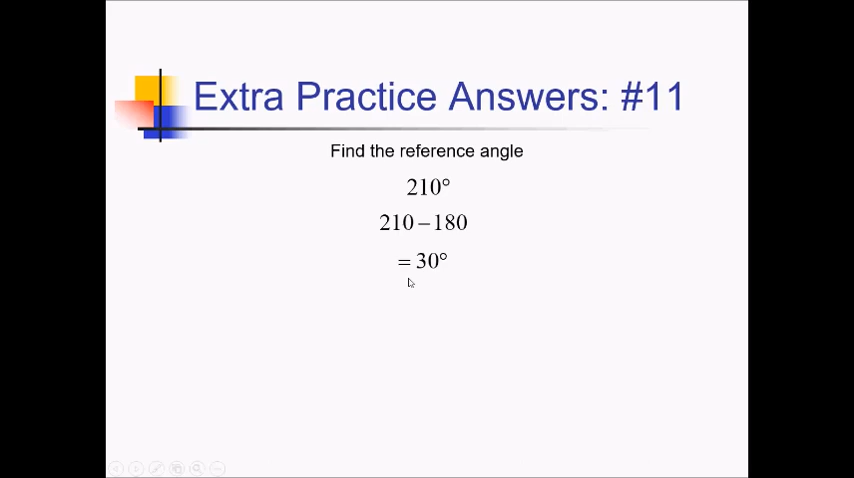 Extra Practice Answers: #11
Find the reference angle
210°
210 − 180
= 30°